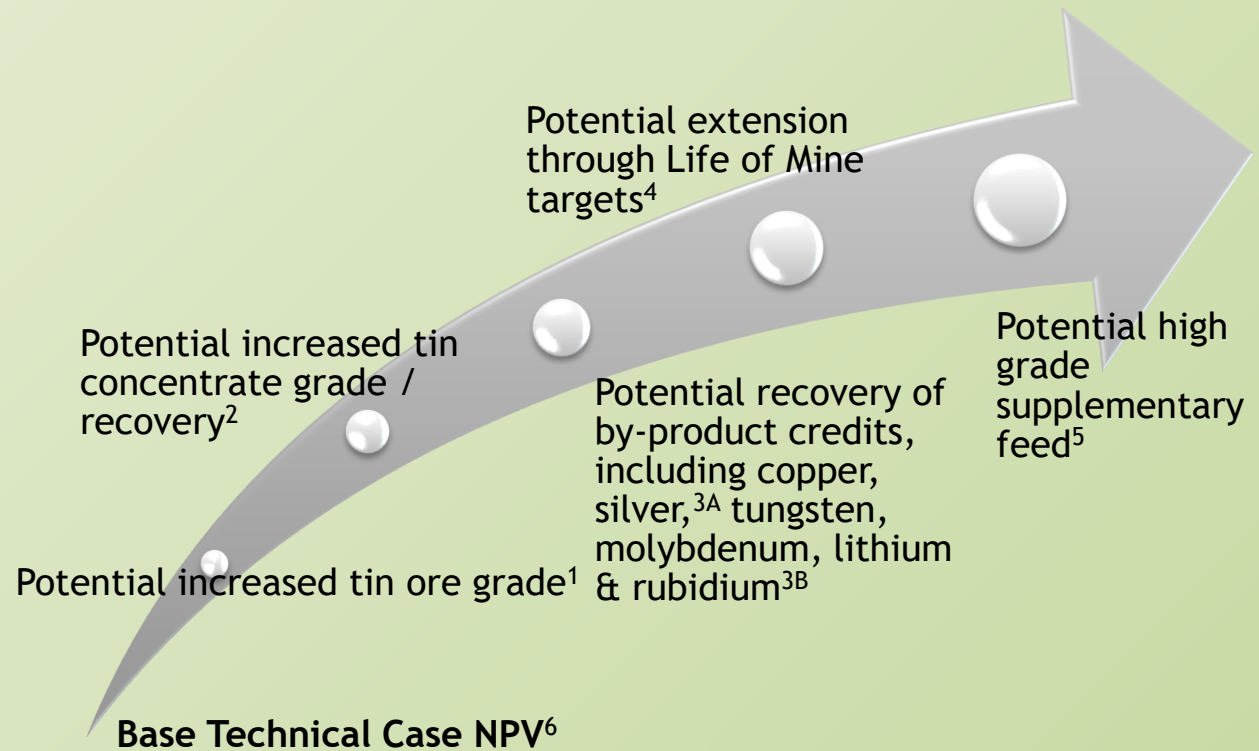 Potential extension
through Life of Mine
targets4
Potential increased tin
concentrate grade /
recovery2
Potential high
grade
supplementary
feed5
Potential recovery of
by-product credits,
including copper,
silver,3A tungsten,
molybdenum, lithium
& rubidium3B
Potential increased tin ore grade1
Base Technical Case NPV6